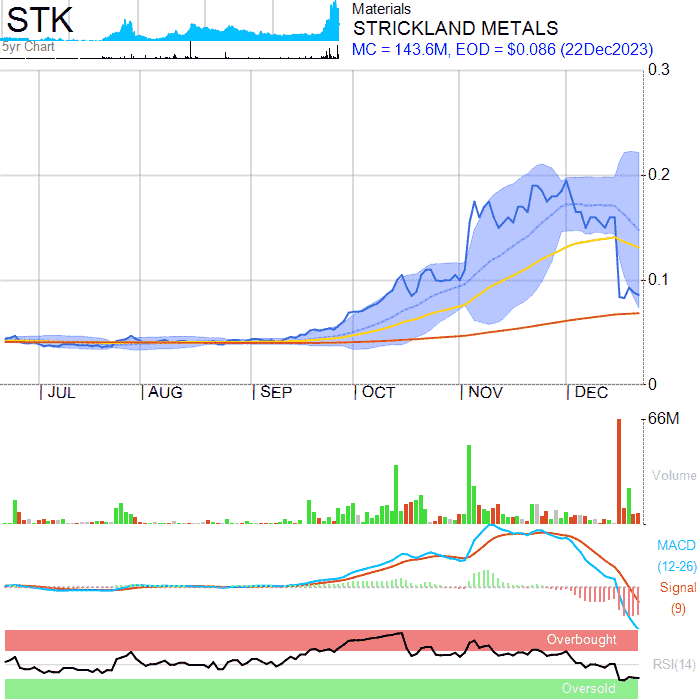 STK
5yr Chart
Materials
STRICKLAND METALS
MC = 143.6M, EOD = $0.086 (22Dec2023)
0.3
0.2
0.1
0
JUL
AUG
SEP
OCT
NOV
DEC
66M
Volume
MACD
(12-26)
Signal
(9)
Overbought
RSI(14)
Oversold